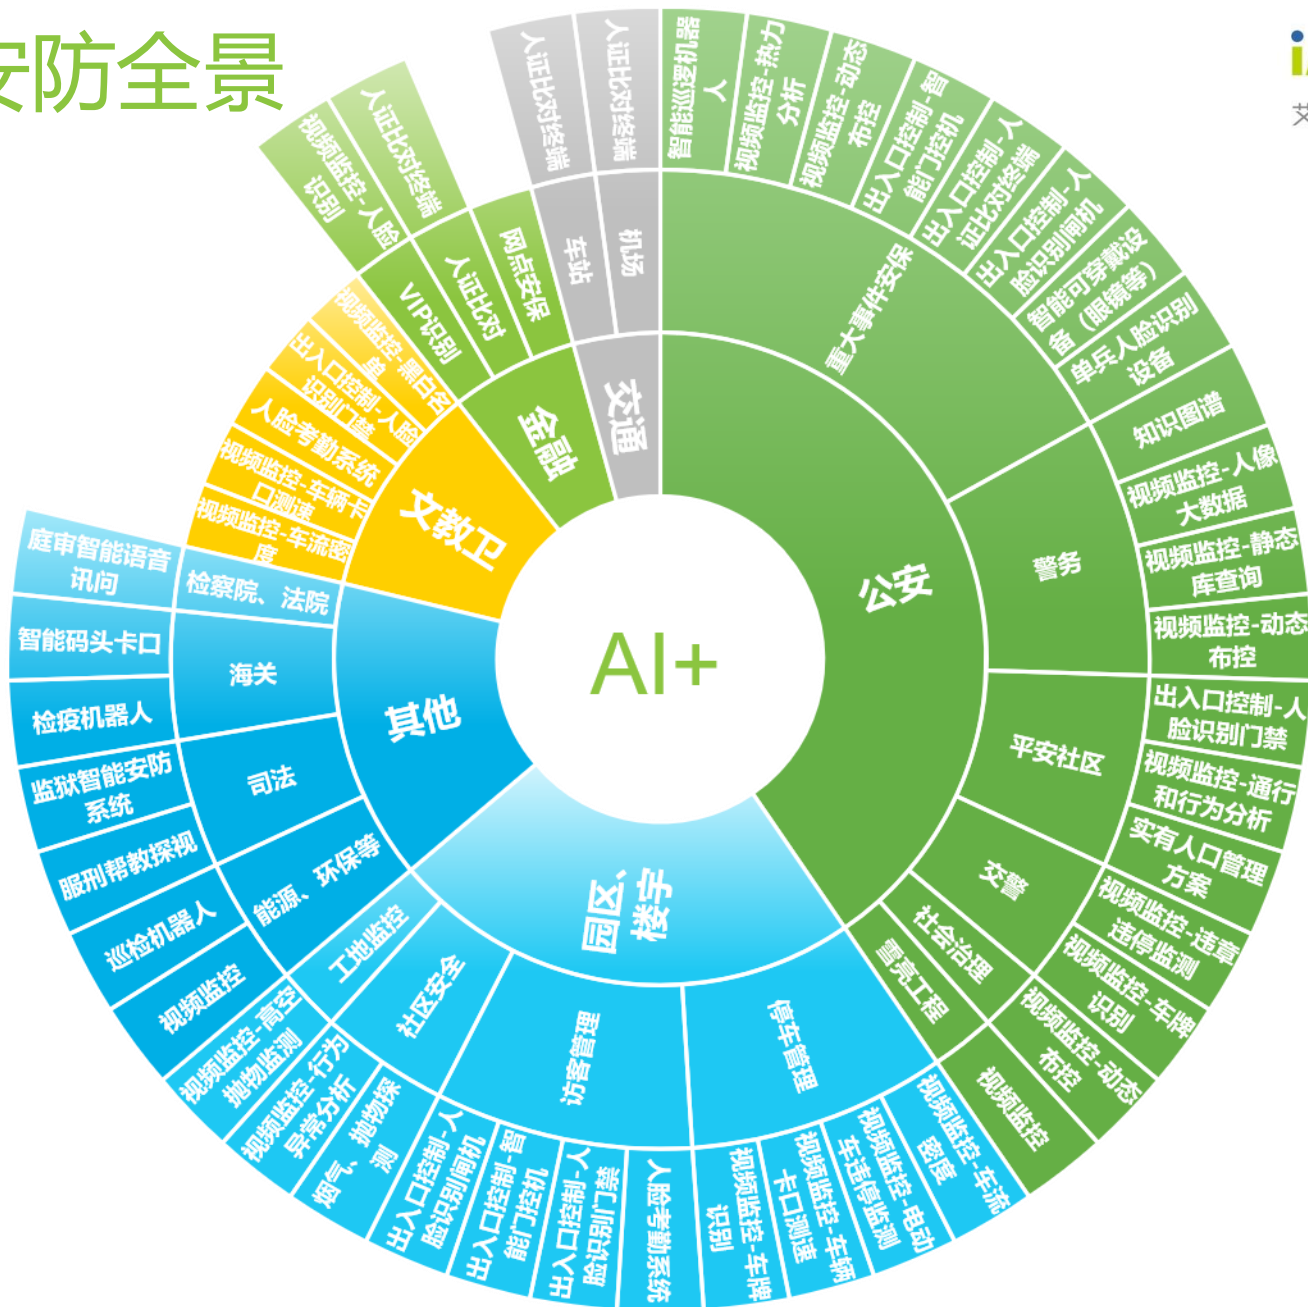 安防全景
艾
AI+
公安
重大事件安保
智能巡逻机器
人
视频监控-热力
分析
视频监控-动态
布控
出入口控制-智
能门控机
出入口控制-人
证比对终端
出入口控制-人
脸识别闸机
智能可穿戴设
备（眼镜等）
单兵人脸识别
设备
警务
知识图谱
视频监控-人像
大数据
视频监控-静态
库查询
视频监控-动态
布控
平安社区
出入口控制-人
脸识别门禁
视频监控-通行
和行为分析
实有人口管理
方案
交警
视频监控-违章
违停监测
视频监控-车牌
识别
社会治理
视频监控-动态
布控
雪亮工程
视频监控
园区、
楼宇
停车管理
视频监控-车流
密度
视频监控-电动
车违停监测
视频监控-车辆
卡口测速
视频监控-车牌
识别
访客管理
人脸考勤系统
出入口控制-人
脸识别门禁
出入口控制-智
能门控机
出入口控制-人
脸识别闸机
社区安全
烟气、抛物探
测
视频监控-行为
异常分析
工地监控
视频监控-高空
抛物监测
其他
能源、环保等
视频监控
巡检机器人
司法
服刑帮教探视
监狱智能安防
系统
海关
检疫机器人
智能码头卡口
检察院、法院
庭审智能语音
讯问
文教卫
视频监控-车流密
度
视频监控-车辆卡
口测速
人脸考勤系统
出入口控制-人脸
识别门禁
视频监控-黑白名
单
金融
VIP识别
视频监控-人脸
识别
人证比对
人证比对终端
网点安保
交通
车站
人证比对终端
机场
人证比对终端